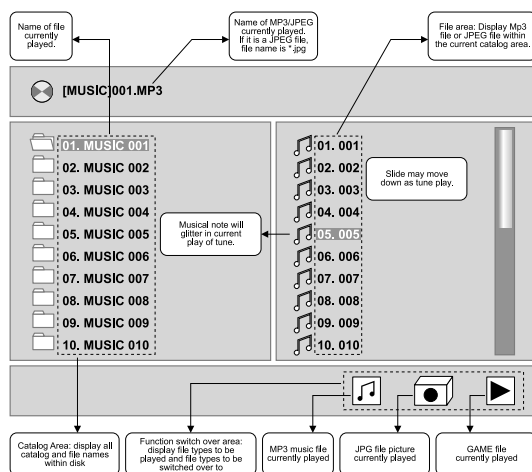 Name of file
currently
played.
Name of MP3/JPEG
currently played.
If it is a JPEG file,
file name is *.jpg
File area: Display Mp3
file or JPEG file within
the current catalog area.
[MUSIC]001.MP3
01. MUSIC 001
02. MUSIC 002
03. MUSIC 003
04. MUSIC 004
05. MUSIC 005
06. MUSIC 006
07. MUSIC 007
08. MUSIC 008
09. MUSIC 009
10. MUSIC 010
Musical note will
glitter in current
play of tune.
01. 001
02. 002
03. 003
04. 004
05. 005
06. 006
07. 007
08. 008
09. 009
10. 010
Slide may move
down as tune play.
Catalog Area: display all
catalog and file names
within disk
Function switch over area:
display file types to be
played and file types to be
switched over to
MP3 music file
currently played
JPG file picture
currently played
GAME file
currently played